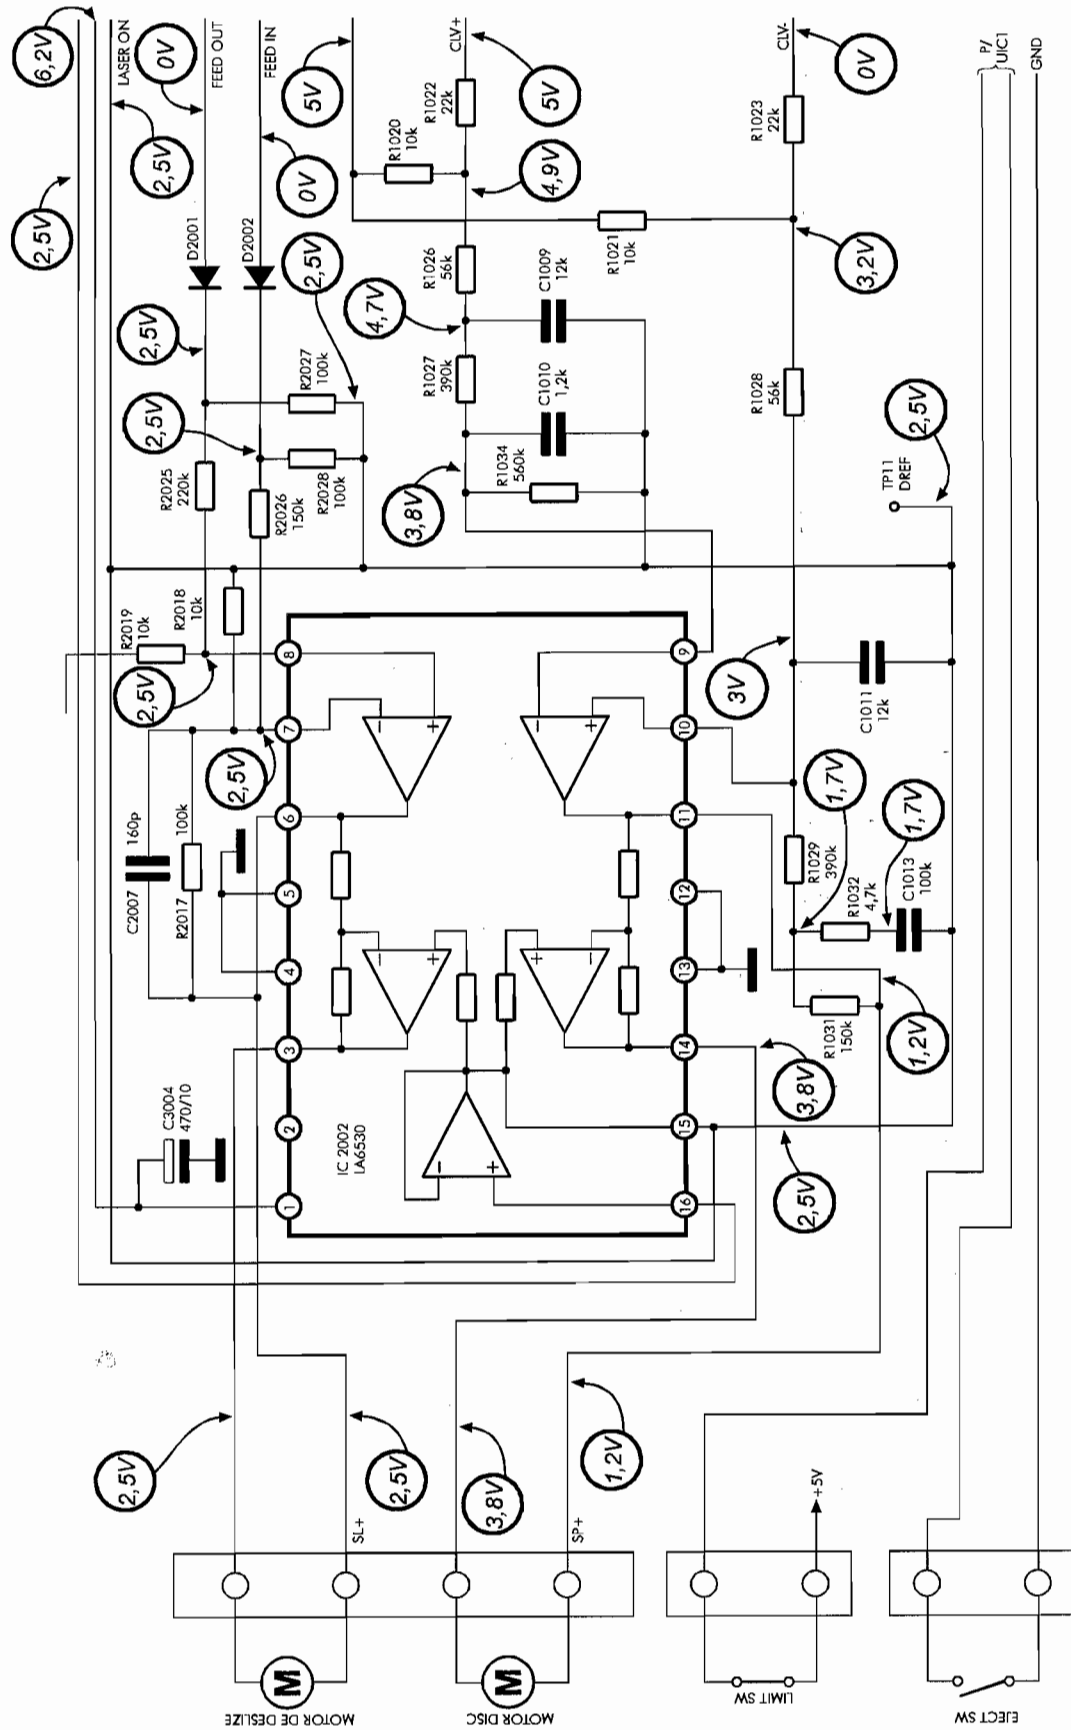 6,2V
LASER ON
0V
FEED OUT
FEED IN
2,5V
2,5V
0V
D2001
D2002
2,5V
2,5V
2,5V
R2025
220k
R2026
150k
R2027
100k
R2028
100k
R2019
10k
R2018
10k
2,5V
2,5V
C2007
160p
R2017
100k
C3004
470/10
5V
CLV+
5V
R1022
22k
R1020
10k
4,9V
R1026
56k
4,7V
C1009
12k
R1027
390k
C1010
1,2k
R1034
560k
3,8V
R1021
10k
CLV-
0V
R1023
22k
3,2V
R1028
56k
2,5V
TP11
DREF
3V
C1011
12k
1,7V
1,7V
R1029
390k
R1032
4,7k
C1013
100k
R1031
150k
1,2V
3,8V
2,5V
P/
UIC1
GND
IC 2002
LA6530
1
2
3
4
5
6
7
8
9
10
11
12
13
14
15
16
-
+
-
+
-
+
-
+
-
+
2,5V
2,5V
SL+
3,8V
1,2V
SP+
+5V
M
MOTOR DE DESLIZE
M
MOTOR DISC
LIMIT SW
EJECT SW